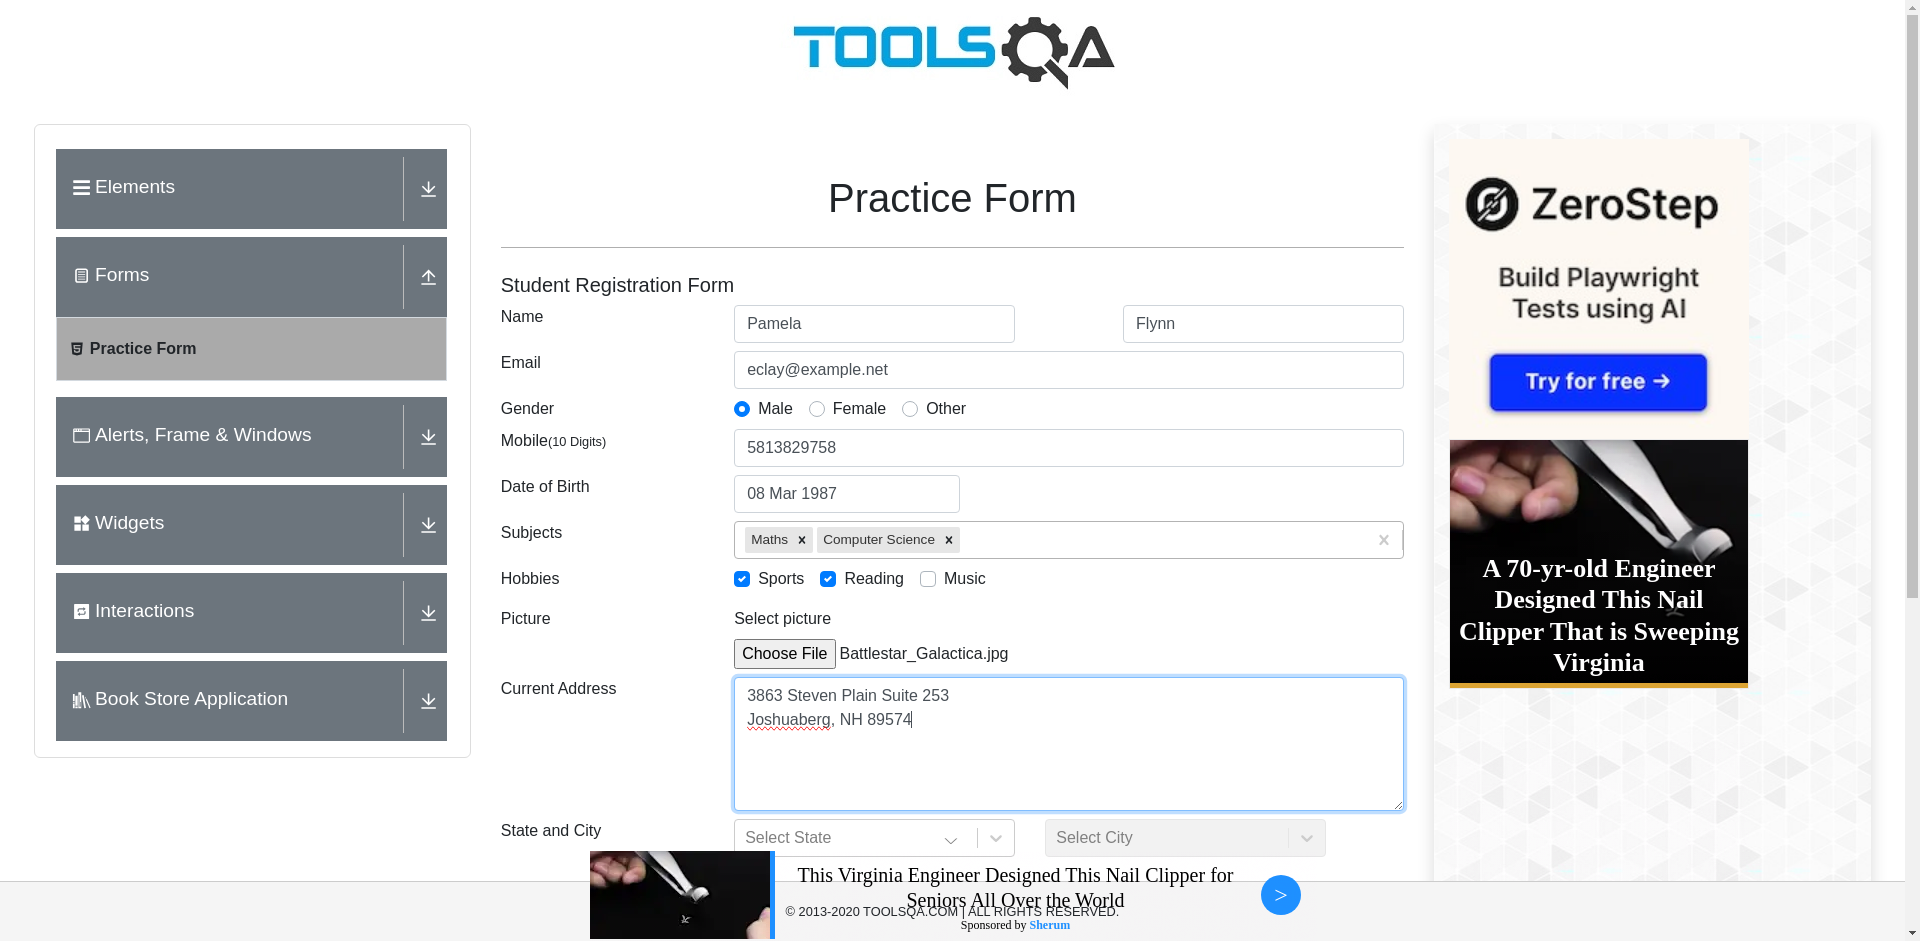 TOOLSQA
Elements
Forms
Practice Form
Alerts, Frame & Windows
Widgets
Interactions
Book Store Application
Practice Form
Student Registration Form
Name
Pamela
Flynn
Email
eclay@example.net
Gender
Male
Female
Other
Mobile(10 Digits)
5813829758
Date of Birth
08 Mar 1987
Subjects
Maths
Computer Science
Hobbies
Sports
Reading
Music
Picture
Select picture
Choose File Battlestar_Galactica.jpg
Current Address
3863 Steven Plain Suite 253
Joshuaberg, NH 89574
State and City
Select State
Select City
ZeroStep
Build Playwright
Tests using AI
Try for free →
A 70-yr-old Engineer
Designed This Nail
Clipper That is Sweeping
Virginia
This Virginia Engineer Designed This Nail Clipper for
Seniors All Over the World
© 2013-2020 TOOLSQA.COM | ALL RIGHTS RESERVED.
Sponsored by Sherum
>